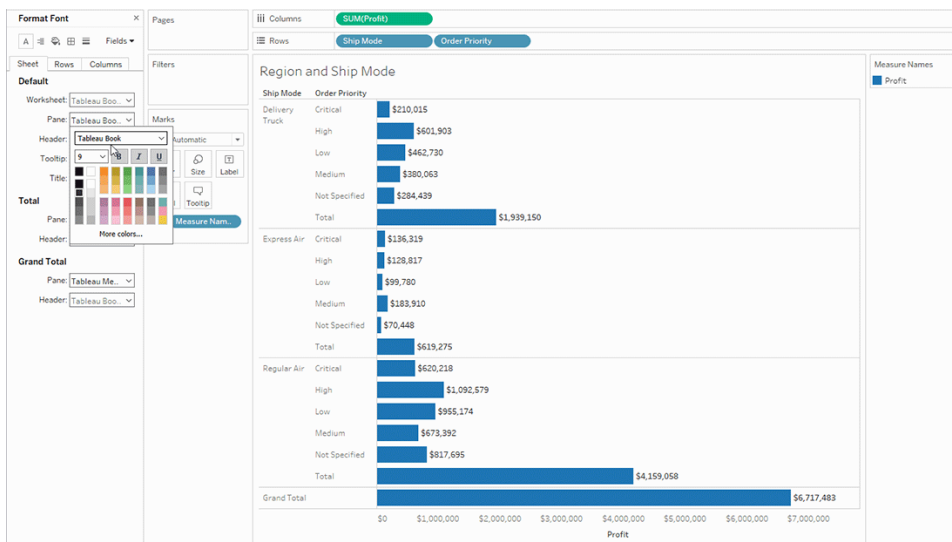 Format Font ×
A Fields
Sheet Rows Columns
Default
Worksheet: Tableau Boo..
Pane: Tableau Boo..
Header: Tableau Book
Tooltip: 9 B I U
Title:
More colors...
Total
Pane:
Header:
Grand Total
Pane: Tableau Me..
Header: Tableau Boo..
Pages
Filters
Marks
Automatic
Size Label
Tooltip
Measure Nam..
Columns SUM(Profit)
Rows Ship Mode Order Priority
Region and Ship Mode
Ship Mode Order Priority
Delivery Truck
Critical $210,015
High $601,903
Low $462,730
Medium $380,063
Not Specified $284,439
Total $1,939,150
Express Air Critical $136,319
High $128,817
Low $99,780
Medium $183,910
Not Specified $70,448
Total $619,275
Regular Air Critical $620,218
High $1,092,579
Low $955,174
Medium $673,392
Not Specified $817,695
Total $4,159,058
Grand Total $6,717,483
$0 $1,000,000 $2,000,000 $3,000,000 $4,000,000 $5,000,000 $6,000,000 $7,000,000
Profit
Measure Names
Profit